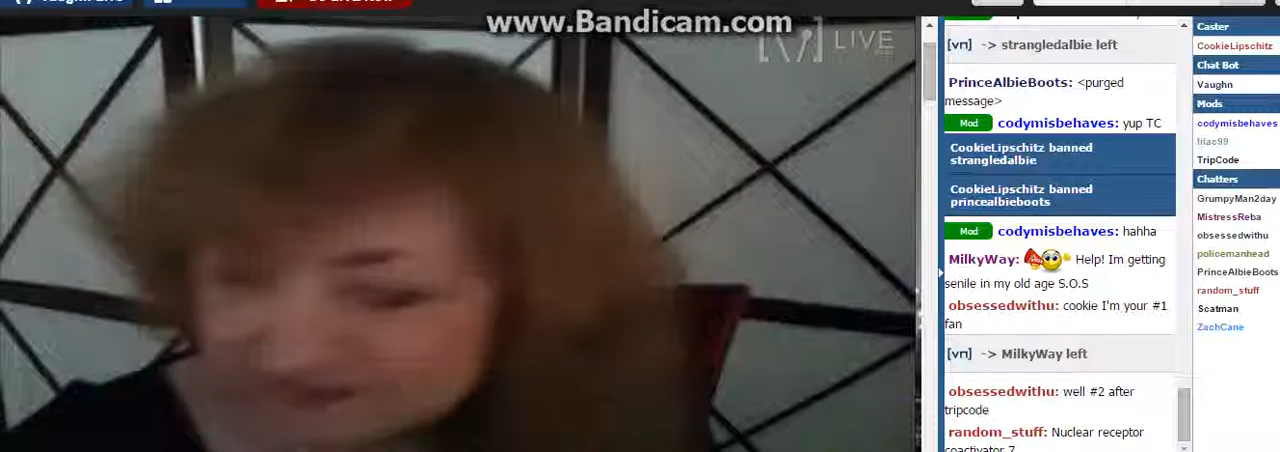 www.Bandicam.com
LIVE
[vn] -> strangledalbie left
PrinceAlbieBoots: <purged
message>
Mod codymisbehaves: yup TC
CookieLipschitz banned
strangledalbie
CookieLipschitz banned
princealbieboots
Mod codymisbehaves: hahha
MilkyWay: Help! Im getting
senile in my old age S.O.S
obsessedwithu: cookie I'm your #1
fan
[vn] -> MilkyWay left
obsessedwithu: well #2 after
tripcode
random_stuff: Nuclear receptor
coactivator 7
Caster
CookieLipschitz
Chat Bot
Vaughn
Mods
codymisbehaves
lilac99
TripCode
Chatters
GrumpyMan2day
MistressReba
obsessedwithu
policemanhead
PrinceAlbieBoots
random_stuff
Scatman
ZachCane